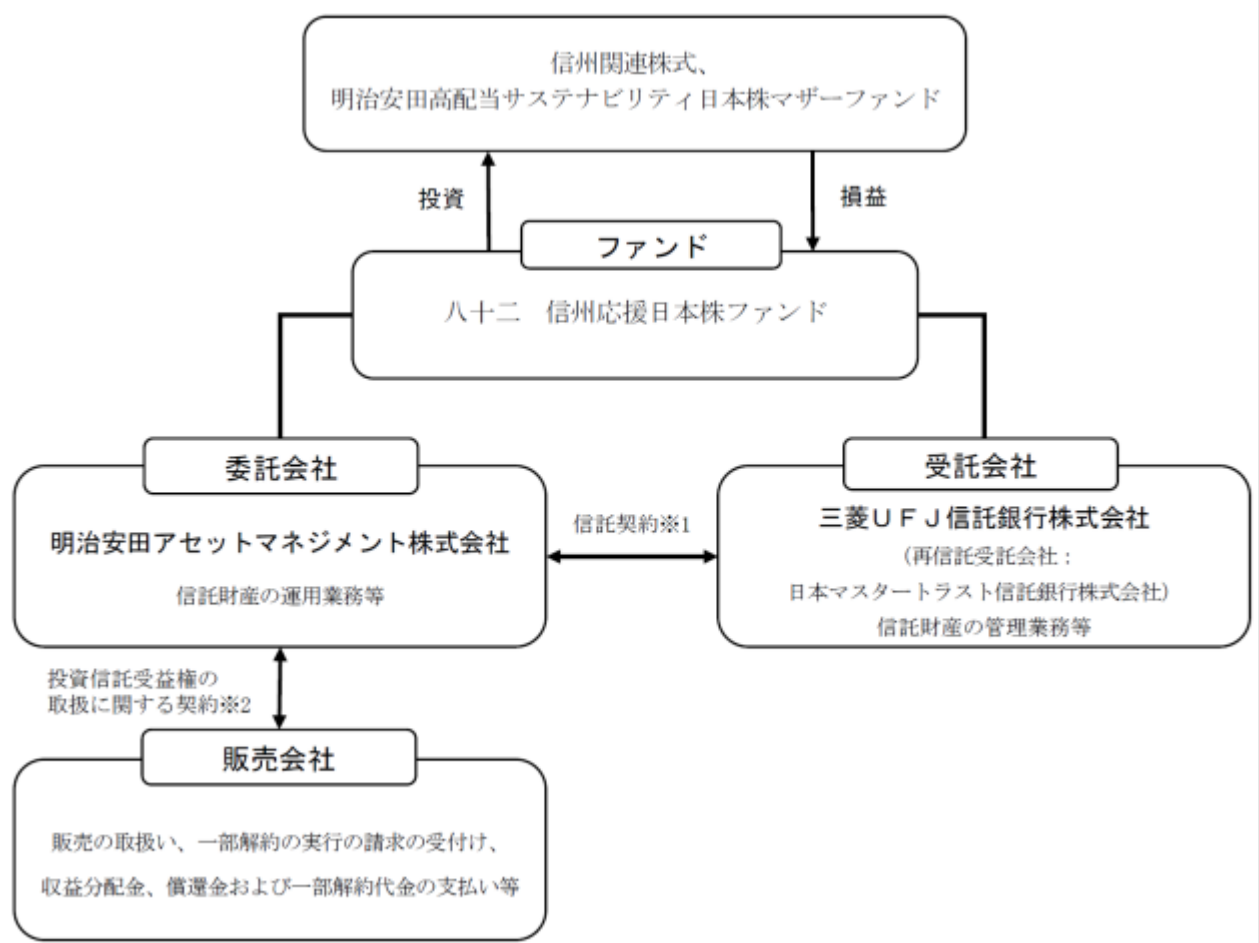 信州関連株式、
明治安田高配当サステナビリティ日本株マザーファンド
投資
損益
ファンド
八十二　信州応援日本株ファンド
委託会社
明治安田アセットマネジメント株式会社
信託財産の運用業務等
信託契約※1
受託会社
三菱ＵＦＪ信託銀行株式会社
（再信託受託会社：
日本マスタートラスト信託銀行株式会社）
信託財産の管理業務等
投資信託受益権の
取扱に関する契約※2
販売会社
販売の取扱い、一部解約の実行の請求の受付け、
収益分配金、償還金および一部解約代金の支払い等